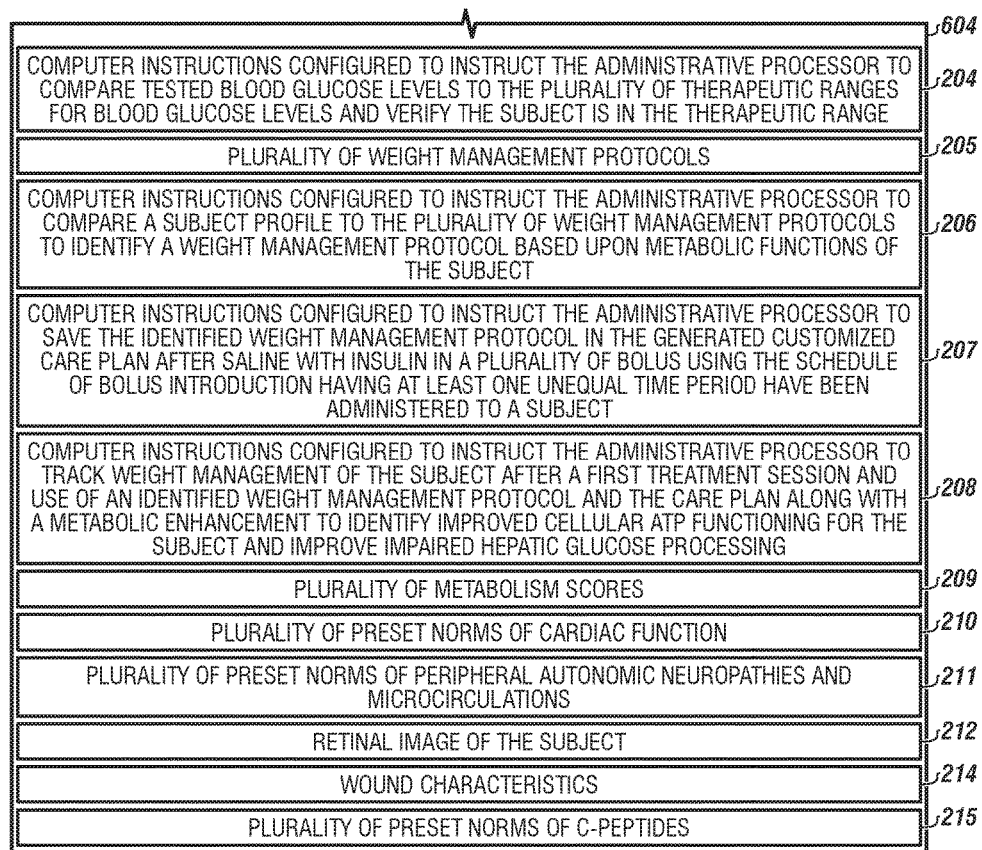 604
COMPUTER INSTRUCTIONS CONFIGURED TO INSTRUCT THE ADMINISTRATIVE PROCESSOR TO
COMPARE TESTED BLOOD GLUCOSE LEVELS TO THE PLURALITY OF THERAPEUTIC RANGES
FOR BLOOD GLUCOSE LEVELS AND VERIFY THE SUBJECT IS IN THE THERAPEUTIC RANGE
204
PLURALITY OF WEIGHT MANAGEMENT PROTOCOLS
205
COMPUTER INSTRUCTIONS CONFIGURED TO INSTRUCT THE ADMINISTRATIVE PROCESSOR TO
COMPARE A SUBJECT PROFILE TO THE PLURALITY OF WEIGHT MANAGEMENT PROTOCOLS
TO IDENTIFY A WEIGHT MANAGEMENT PROTOCOL BASED UPON METABOLIC FUNCTIONS OF
THE SUBJECT
206
COMPUTER INSTRUCTIONS CONFIGURED TO INSTRUCT THE ADMINISTRATIVE PROCESSOR TO
SAVE THE IDENTIFIED WEIGHT MANAGEMENT PROTOCOL IN THE GENERATED CUSTOMIZED
CARE PLAN AFTER SALINE WITH INSULIN IN A PLURALITY OF BOLUS USING THE SCHEDULE
OF BOLUS INTRODUCTION HAVING AT LEAST ONE UNEQUAL TIME PERIOD HAVE BEEN
ADMINISTERED TO A SUBJECT
207
COMPUTER INSTRUCTIONS CONFIGURED TO INSTRUCT THE ADMINISTRATIVE PROCESSOR TO
TRACK WEIGHT MANAGEMENT OF THE SUBJECT AFTER A FIRST TREATMENT SESSION AND
USE OF AN IDENTIFIED WEIGHT MANAGEMENT PROTOCOL AND THE CARE PLAN ALONG WITH
A METABOLIC ENHANCEMENT TO IDENTIFY IMPROVED CELLULAR ATP FUNCTIONING FOR THE
SUBJECT AND IMPROVE IMPAIRED HEPATIC GLUCOSE PROCESSING
208
PLURALITY OF METABOLISM SCORES
209
PLURALITY OF PRESET NORMS OF CARDIAC FUNCTION
210
PLURALITY OF PRESET NORMS OF PERIPHERAL AUTONOMIC NEUROPATHIES AND
MICROCIRCULATIONS
211
RETINAL IMAGE OF THE SUBJECT
212
WOUND CHARACTERISTICS
214
PLURALITY OF PRESET NORMS OF C-PEPTIDES
215